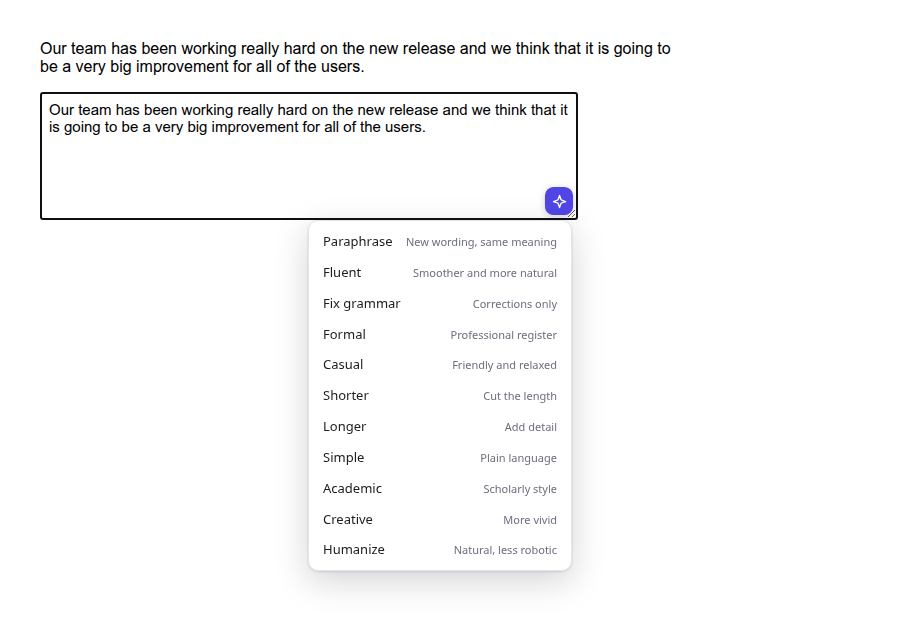 Our team has been working really hard on the new release and we think that it is going to
be a very big improvement for all of the users.
Our team has been working really hard on the new release and we think that it
is going to be a very big improvement for all of the users.
Paraphrase New wording, same meaning
Fluent Smoother and more natural
Fix grammar Corrections only
Formal Professional register
Casual Friendly and relaxed
Shorter Cut the length
Longer Add detail
Simple Plain language
Academic Scholarly style
Creative More vivid
Humanize Natural, less robotic